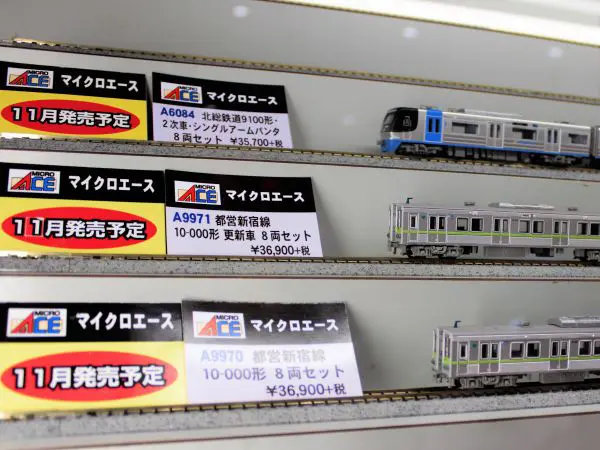 MICRO ACE マイクロエース
11月発売予定
MICRO ACE マイクロエース
A6084 北総鉄道9100形・
2次車・シングルアームパンタ
8両セット ¥35,700+税
MICRO ACE マイクロエース
11月発売予定
MICRO ACE マイクロエース
A9971 都営新宿線
10-000形 更新車 8両セット
¥36,900+税
MICRO ACE マイクロエース
11月発売予定
MICRO ACE マイクロエース
A9970 都営新宿線
10-000形 8両セット
¥36,900+税